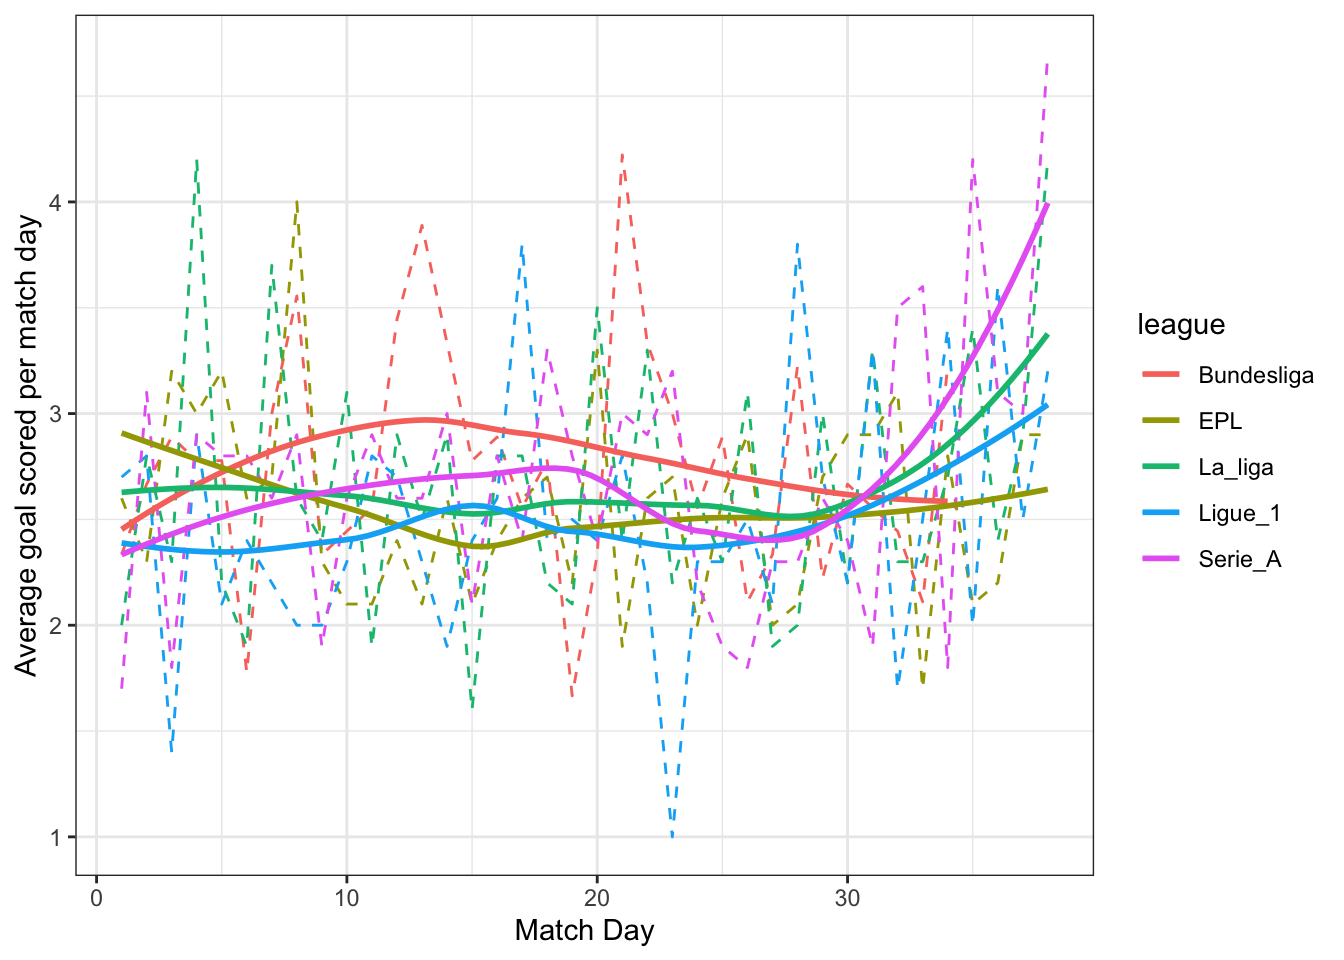 Average goal scored per match day
4
3
2
1
0
10
20
30
Match Day
league
Bundesliga
EPL
La_liga
Ligue_1
Serie_A